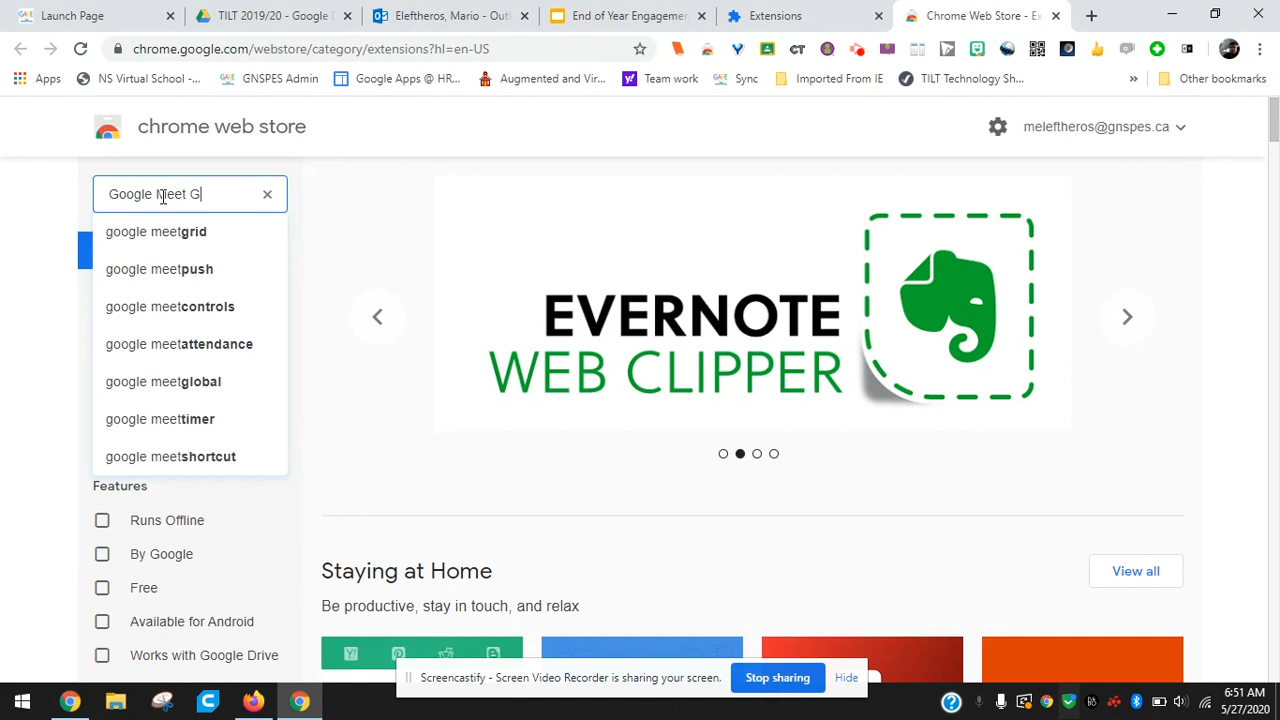 Launch Page
TILT 2019/20 - Google
Eleftheros, Mario - Out
End of Year Engageme
Extensions
Chrome Web Store - Ex
chrome.google.com/webstore/category/extensions?hl=en-US
Apps
NS Virtual School -...
GNSPES Admin
Google Apps @ HR...
Augmented and Vir...
Team work
Sync
Imported From IE
TILT Technology Sh...
»
Other bookmarks
chrome web store
meleftheros@gnspes.ca
Google Meet G
google meetgrid
google meetpush
google meetcontrols
google meetattendance
google meetglobal
google meettimer
google meetshortcut
EVERNOTE
WEB CLIPPER
Features
Runs Offline
By Google
Free
Available for Android
Works with Google Drive
Staying at Home
View all
Be productive, stay in touch, and relax
Screencastify - Screen Video Recorder is sharing your screen.
Stop sharing
Hide
6:51 AM
5/27/2020